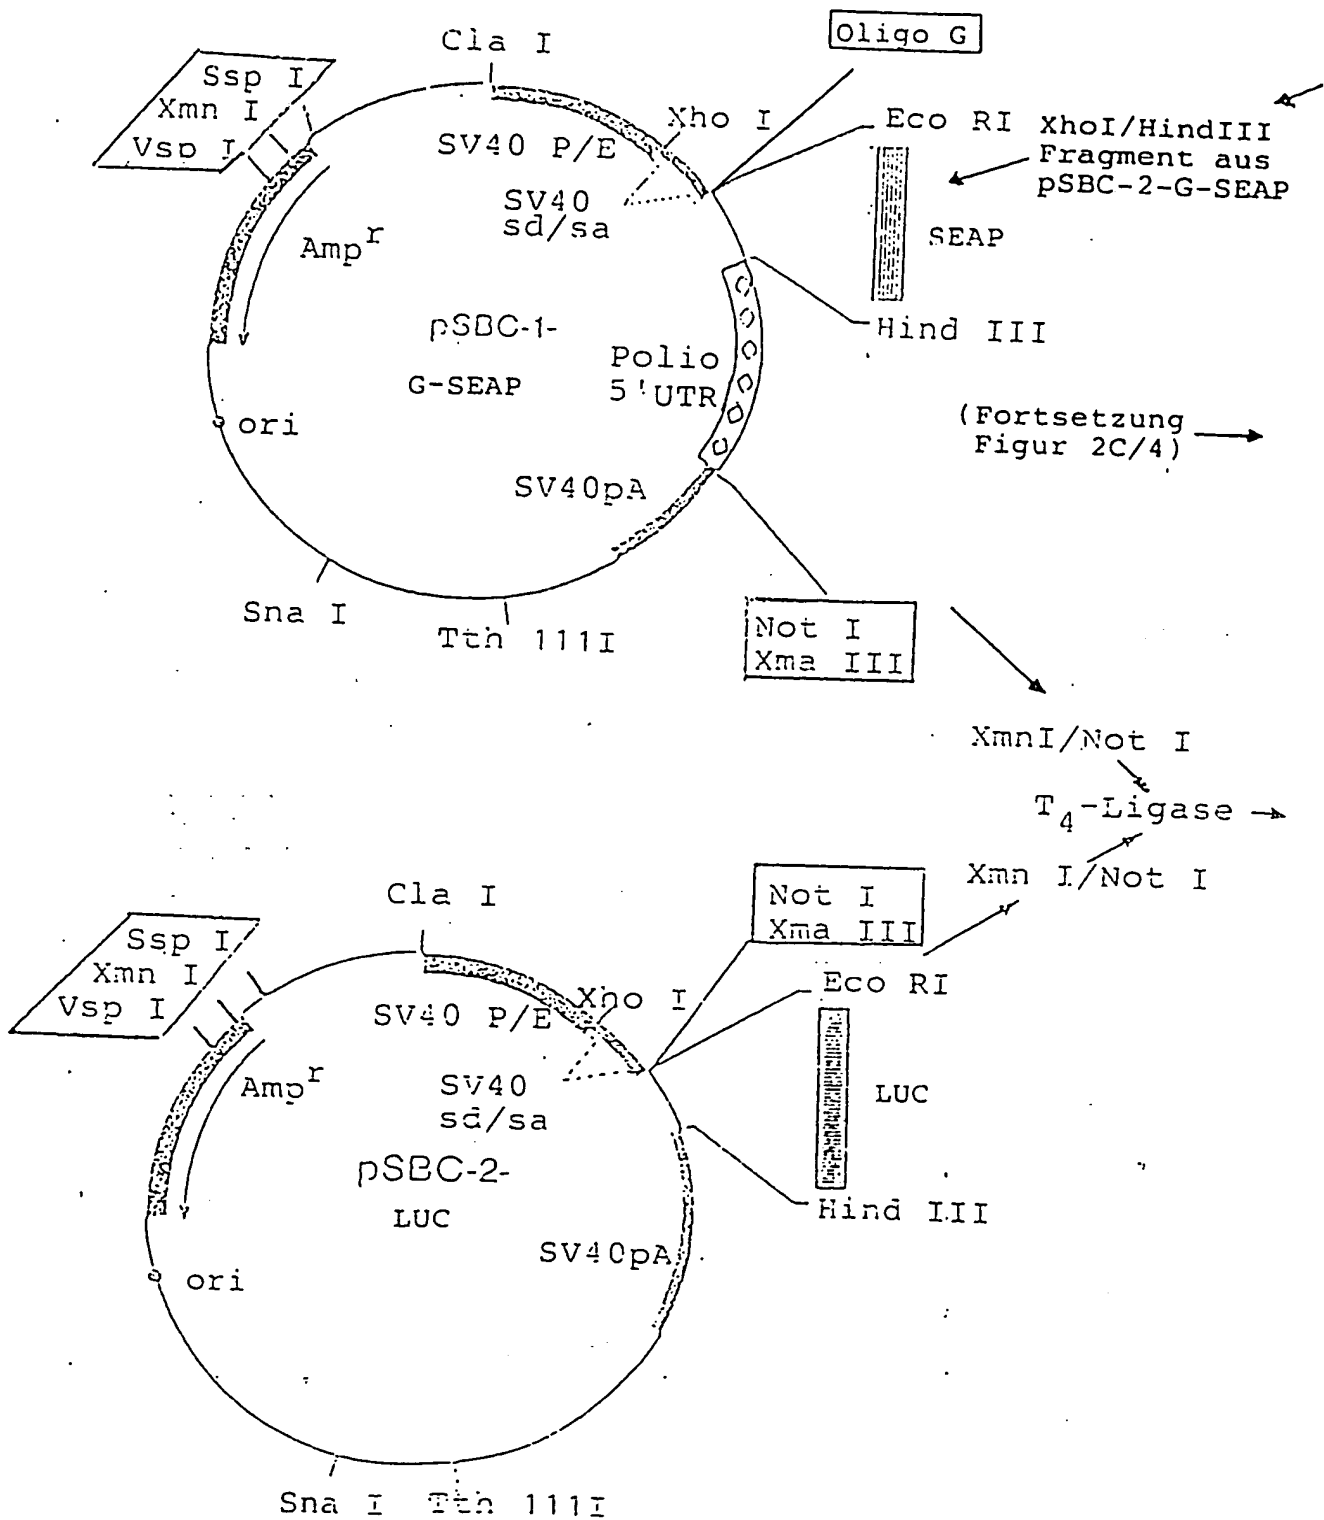 Oligo G
Cla I
Ssp I
Xmn I
Vsp I
Xho I
Eco RI
XhoI/HindIII
Fragment aus
pSBC-2-G-SEAP
SV40 P/E
SV40
sd/sa
SEAP
Amp^r
pSBC-1-
G-SEAP
Polio
5'UTR
Hind III
ori
(Fortsetzung
Figur 2C/4)
SV40pA
Sna I
Tth 111I
Not I
Xma III
XmnI/Not I
T4-Ligase
Xmn I/Not I
Cla I
Not I
Xma III
Ssp I
Xmn I
Vsp I
Xho I
Eco RI
SV40 P/E
SV40
sd/sa
Amp^r
LUC
pSBC-2-
LUC
Hind III
SV40pA
ori
Sna I
Tth 111I